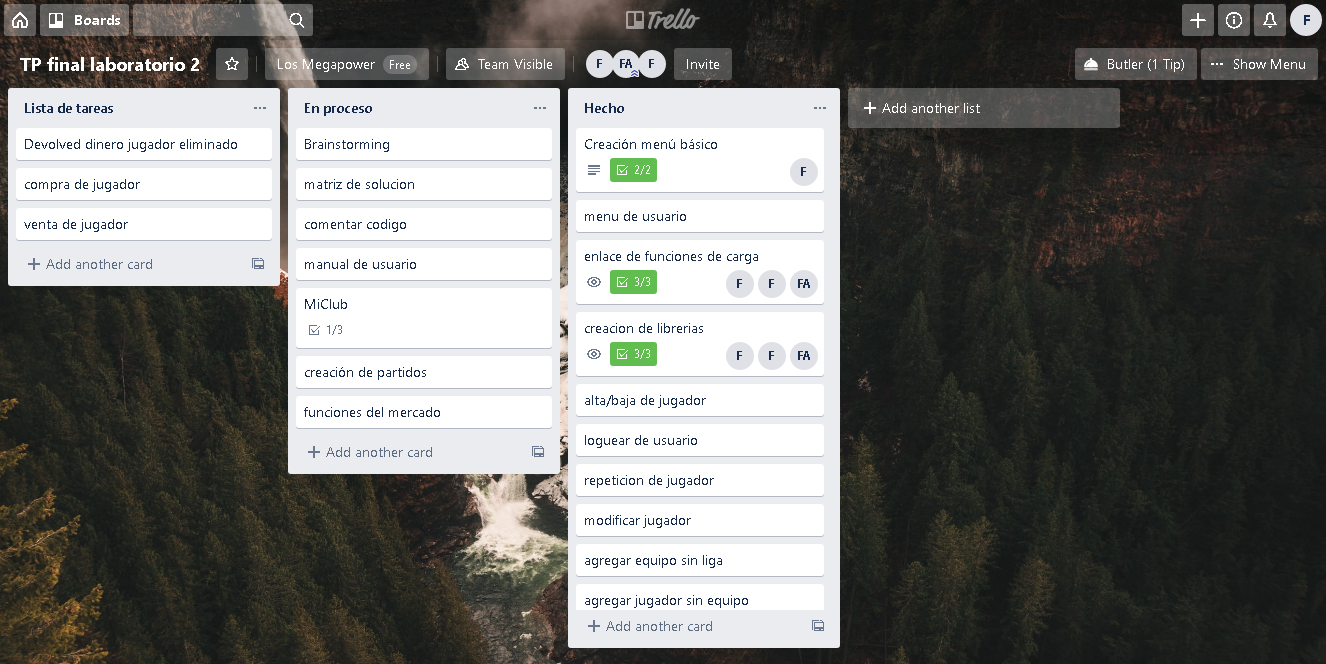 Boards
Trello
F
TP final laboratorio 2
Los Megapower Free
Team Visible
F FA F
Invite
Butler (1 Tip)
Show Menu
Lista de tareas
Devolved dinero jugador eliminado
compra de jugador
venta de jugador
Add another card
En proceso
Brainstorming
matriz de solucion
comentar codigo
manual de usuario
MiClub
1/3
creación de partidos
funciones del mercado
Add another card
Hecho
Creación menú básico
2/2 F
menu de usuario
enlace de funciones de carga
3/3 F F FA
creacion de librerias
3/3 F F FA
alta/baja de jugador
loguear de usuario
repeticion de jugador
modificar jugador
agregar equipo sin liga
agregar jugador sin equipo
Add another card
Add another list